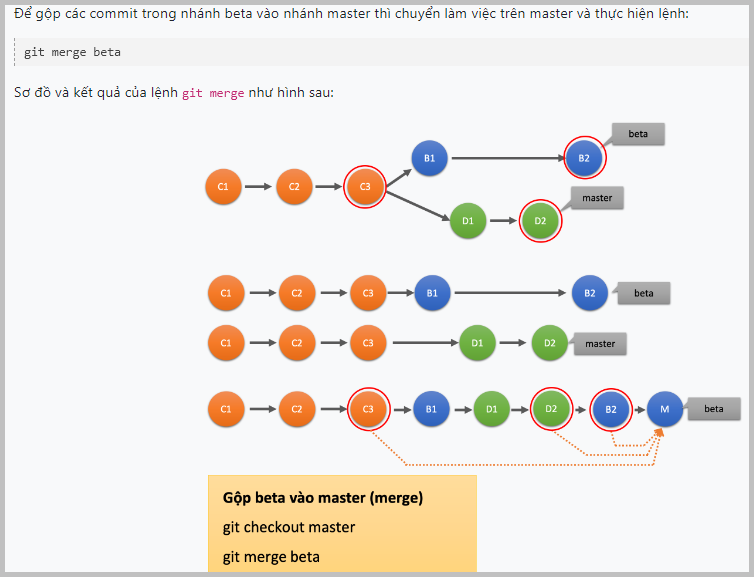 Để gộp các commit trong nhánh beta vào nhánh master thì chuyển làm việc trên master và thực hiện lệnh:
git merge beta
Sơ đồ và kết quả của lệnh git merge như hình sau:
beta
B1 B2
C1 C2 C3
master
D1 D2
C1 C2 C3 B1 B2 beta
C1 C2 C3 D1 D2 master
C1 C2 C3 B1 D1 D2 B2 M beta
Gộp beta vào master (merge)
git checkout master
git merge beta